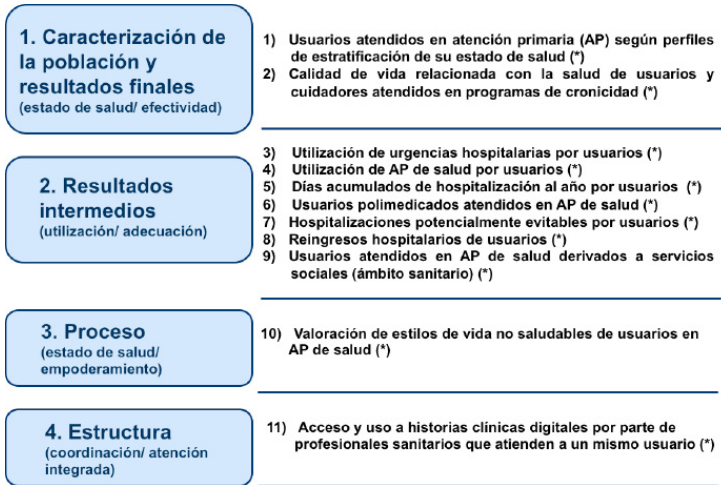 1. Caracterización de
la población y
resultados finales
(estado de salud/ efectividad)
1) Usuarios atendidos en atención primaria (AP) según perfiles
de estratificación de su estado de salud (*)
2) Calidad de vida relacionada con la salud de usuarios y
cuidadores atendidos en programas de cronicidad (*)
2. Resultados
intermedios
(utilización/ adecuación)
3) Utilización de urgencias hospitalarias por usuarios (*)
4) Utilización de AP de salud por usuarios (*)
5) Días acumulados de hospitalización al año por usuarios (*)
6) Usuarios polimedicados atendidos en AP de salud (*)
7) Hospitalizaciones potencialmente evitables por usuarios (*)
8) Reingresos hospitalarios de usuarios (*)
9) Usuarios atendidos en AP de salud derivados a servicios
sociales (ámbito sanitario) (*)
3. Proceso
(estado de salud/
empoderamiento)
10) Valoración de estilos de vida no saludables de usuarios en
AP de salud (*)
4. Estructura
(coordinación/ atención
integrada)
11) Acceso y uso a historias clínicas digitales por parte de
profesionales sanitarios que atienden a un mismo usuario (*)